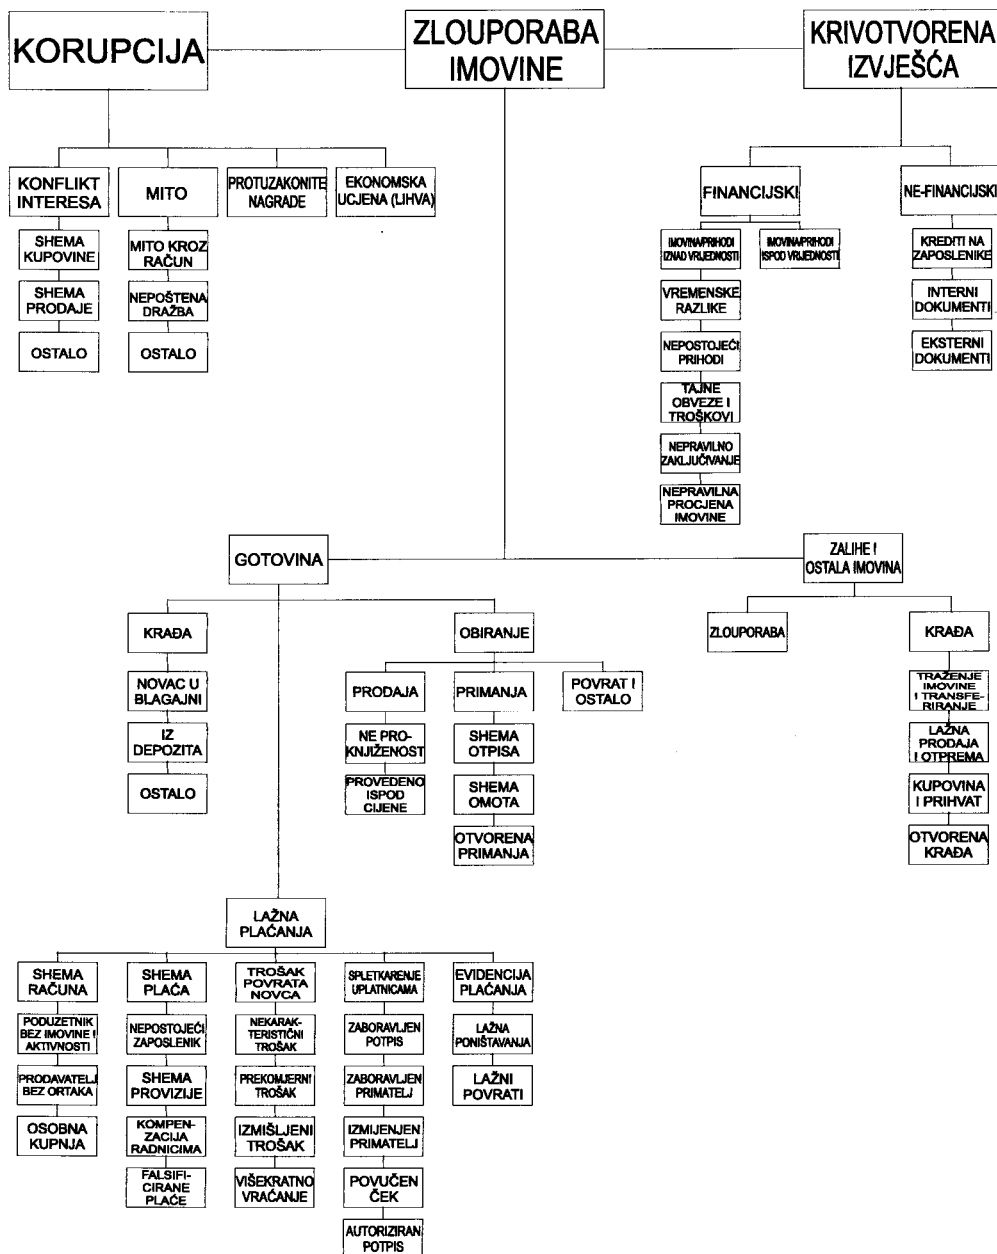 KORUPCIJA
ZLOUPORABA
IMOVINE
KRIVOTVORENA
IZVJEŠĆA
KONFLIKT
INTERESA
MITO
PROTUZAKONITE
NAGRADE
EKONOMSKA
UCJENA (LIHVA)
FINANCIJSKI
NE-FINANCIJSKI
SHEMA
KUPOVINE
SHEMA
PRODAJE
OSTALO
MITO KROZ
RAČUN
NEPOŠTENA
DRAŽBA
OSTALO
IMOVINA/PRIHODI
IZNAD VRIJEDNOSTI
IMOVINA/PRIHODI
ISPOD VRIJEDNOSTI
VREMENSKE
RAZLIKE
NEPOSTOJEĆI
PRIHODI
TAJNE
OBVEZE I
TROŠKOVI
NEPRAVILNO
ZAKLJUČIVANJE
NEPRAVILNA
PROCJENA
IMOVINE
KREDITI NA
ZAPOSLENIKE
INTERNI
DOKUMENTI
EKSTERNI
DOKUMENTI
GOTOVINA
ZALIHE I
OSTALA IMOVINA
KRAĐA
NOVAC U
BLAGAJNI
IZ
DEPOZITA
OSTALO
OBIRANJE
PRODAJA
NE PRO-
KNJIŽENOST
PROVEDENO
ISPOD
CIJENE
PRIMANJA
SHEMA
OTPISA
SHEMA
OMOTA
OTVORENA
PRIMANJA
POVRAT I
OSTALO
ZLOUPORABA
KRAĐA
TRAŽENJE
IMOVINE
I TRANSFE-
RIRANJE
LAŽNA
PRODAJA
I OTPREMA
KUPOVINA
I PRIHVAT
OTVORENA
KRAĐA
LAŽNA
PLAĆANJA
SHEMA
RAČUNA
PODUZETNIK
BEZ IMOVINE I
AKTIVNOSTI
PRODAVATELJ
BEZ ORTAKA
OSOBNA
KUPNJA
SHEMA
PLAĆA
NEPOSTOJEĆI
ZAPOSLENIK
SHEMA
PROVIZIJE
KOMPEN-
ZACIJA
RADNICIMA
FALSIFI-
CIRANE
PLAĆE
TROŠAK
POVRATA
NOVCA
NEKARAK-
TERISTIČNI
TROŠAK
PREKOMJERNI
TROŠAK
IZMIŠLJENI
TROŠAK
VIŠEKRATNO
VRAĆANJE
SPLETKARENJE
UPLATNICAMA
ZABORAVLJEN
POTPIS
ZABORAVLJEN
PRIMATELJ
IZMIJENJEN
PRIMATELJ
POVUČEN
ČEK
AUTORIZIRAN
POTPIS
EVIDENCIJA
PLAĆANJA
LAŽNA
PONIŠTAVANJA
LAŽNI
POVRATI